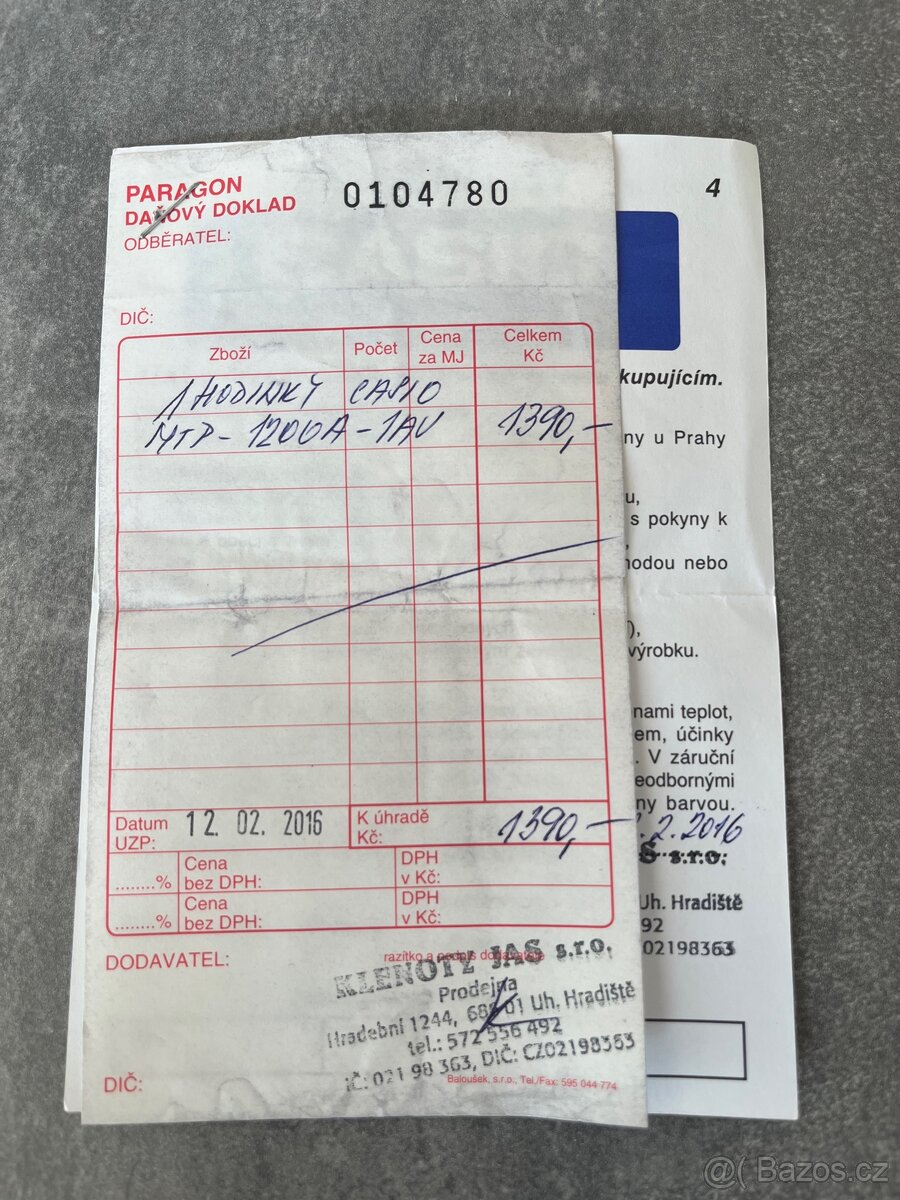 PARAGON
DAŇOVÝ DOKLAD
0104780
ODBĚRATEL:
DIČ:
Zboží Počet Cena za MJ Celkem Kč
1 HODINKY CASIO
MTP-1200A-1AV 1390,-
Datum UZP: 12. 02. 2016 K úhradě Kč: 1390,-
........% Cena bez DPH: DPH v Kč:
........% Cena bez DPH: DPH v Kč:
DODAVATEL:
razítko a podpis dodavatele
KLENOTY JAS s.r.o.
Prodejna
Hradební 1244, 686 01 Uh. Hradiště
tel.: 572 556 492
IČ: 021 98 363, DIČ: CZ02198363
DIČ:
Baloušek, s.r.o., Tel./Fax: 595 044 774
4
kupujícím.
ny u Prahy
u,
s pokyny k
hodou nebo
),
výrobku.
nami teplot,
em, účinky
. V záruční
eodbornými
ny barvou.
.2.2016
S s.r.o.
Uh. Hradiště
92
02198363
@( Bazos.cz